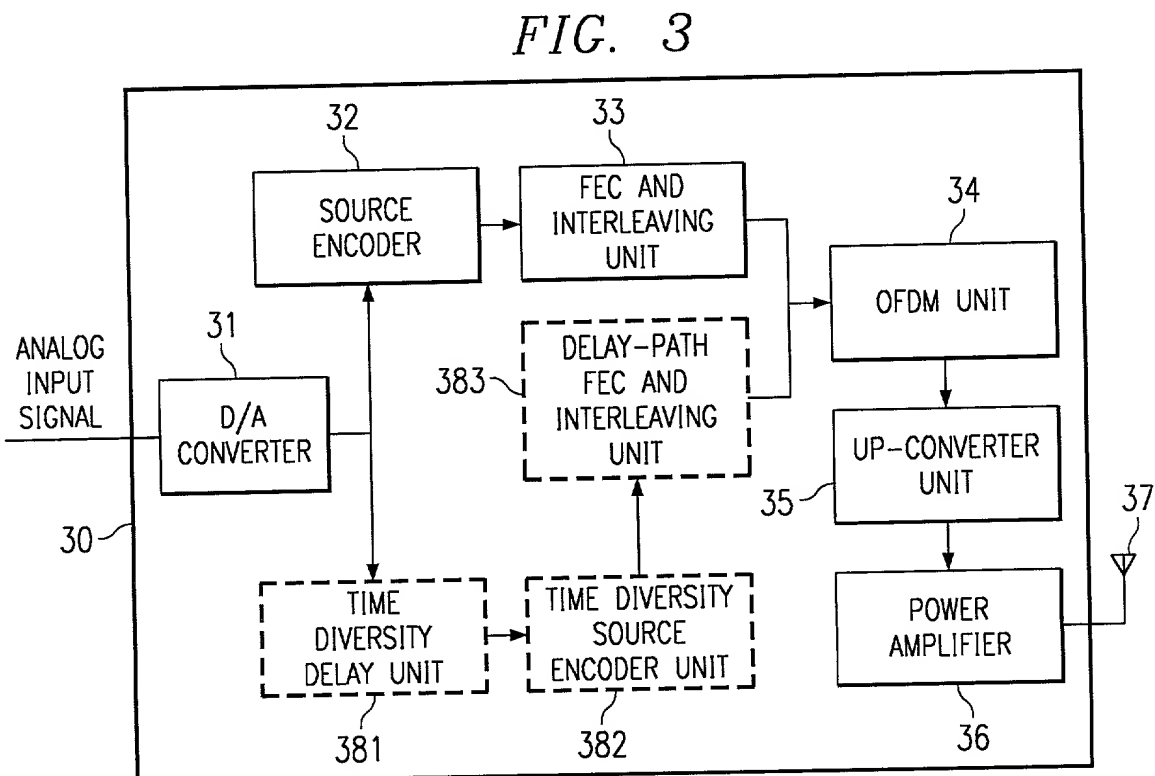 FIG. 3
32
SOURCE
ENCODER
33
FEC AND
INTERLEAVING
UNIT
34
OFDM UNIT
ANALOG
INPUT
SIGNAL
31
D/A
CONVERTER
383
DELAY-PATH
FEC AND
INTERLEAVING
UNIT
UP-CONVERTER
UNIT
35
30
37
TIME
DIVERSITY
DELAY UNIT
381
TIME DIVERSITY
SOURCE
ENCODER UNIT
382
POWER
AMPLIFIER
36